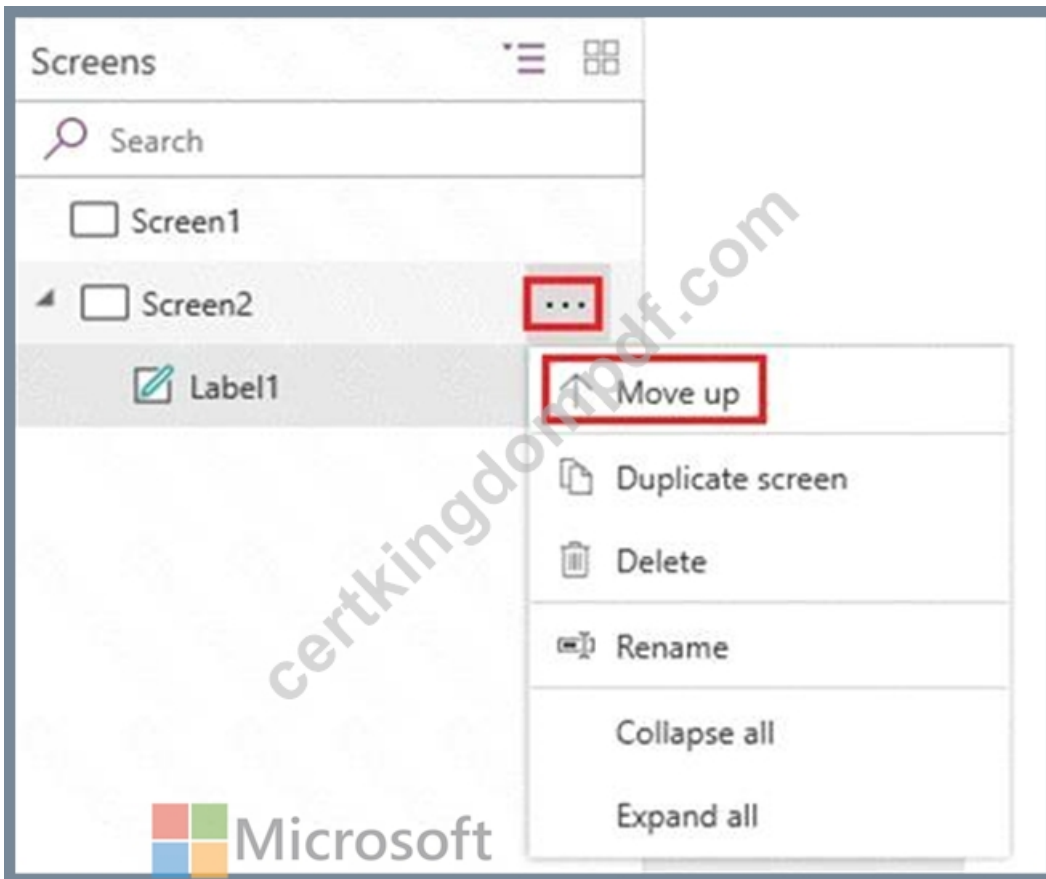 Screens
Search
Screen1
Screen2
...
Label1
Move up
Duplicate screen
Delete
Rename
Collapse all
Expand all
certkingdompdf.com
Microsoft